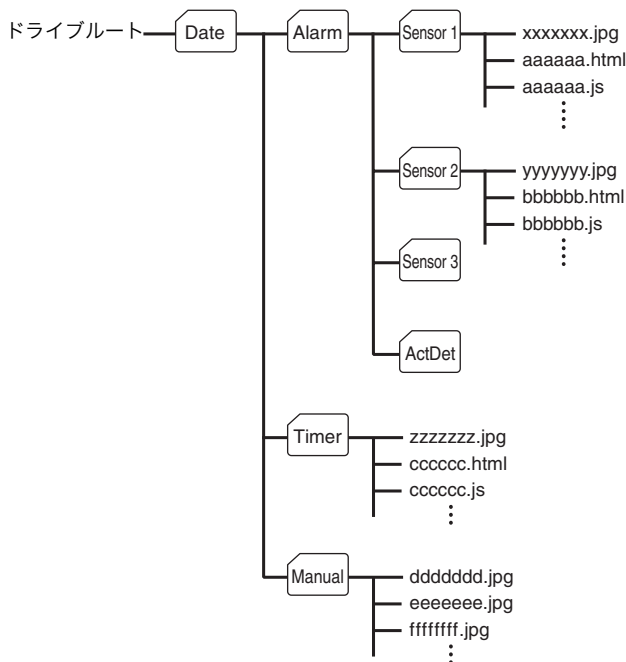 ドライブルート Date Alarm Sensor 1 xxxxxxx.jpg
aaaaaa.html
aaaaaa.js
Sensor 2 yyyyyyy.jpg
bbbbbb.html
bbbbbb.js
Sensor 3
ActDet
Timer zzzzzzz.jpg
cccccc.html
cccccc.js
Manual ddddddd.jpg
eeeeeee.jpg
ffffffff.jpg